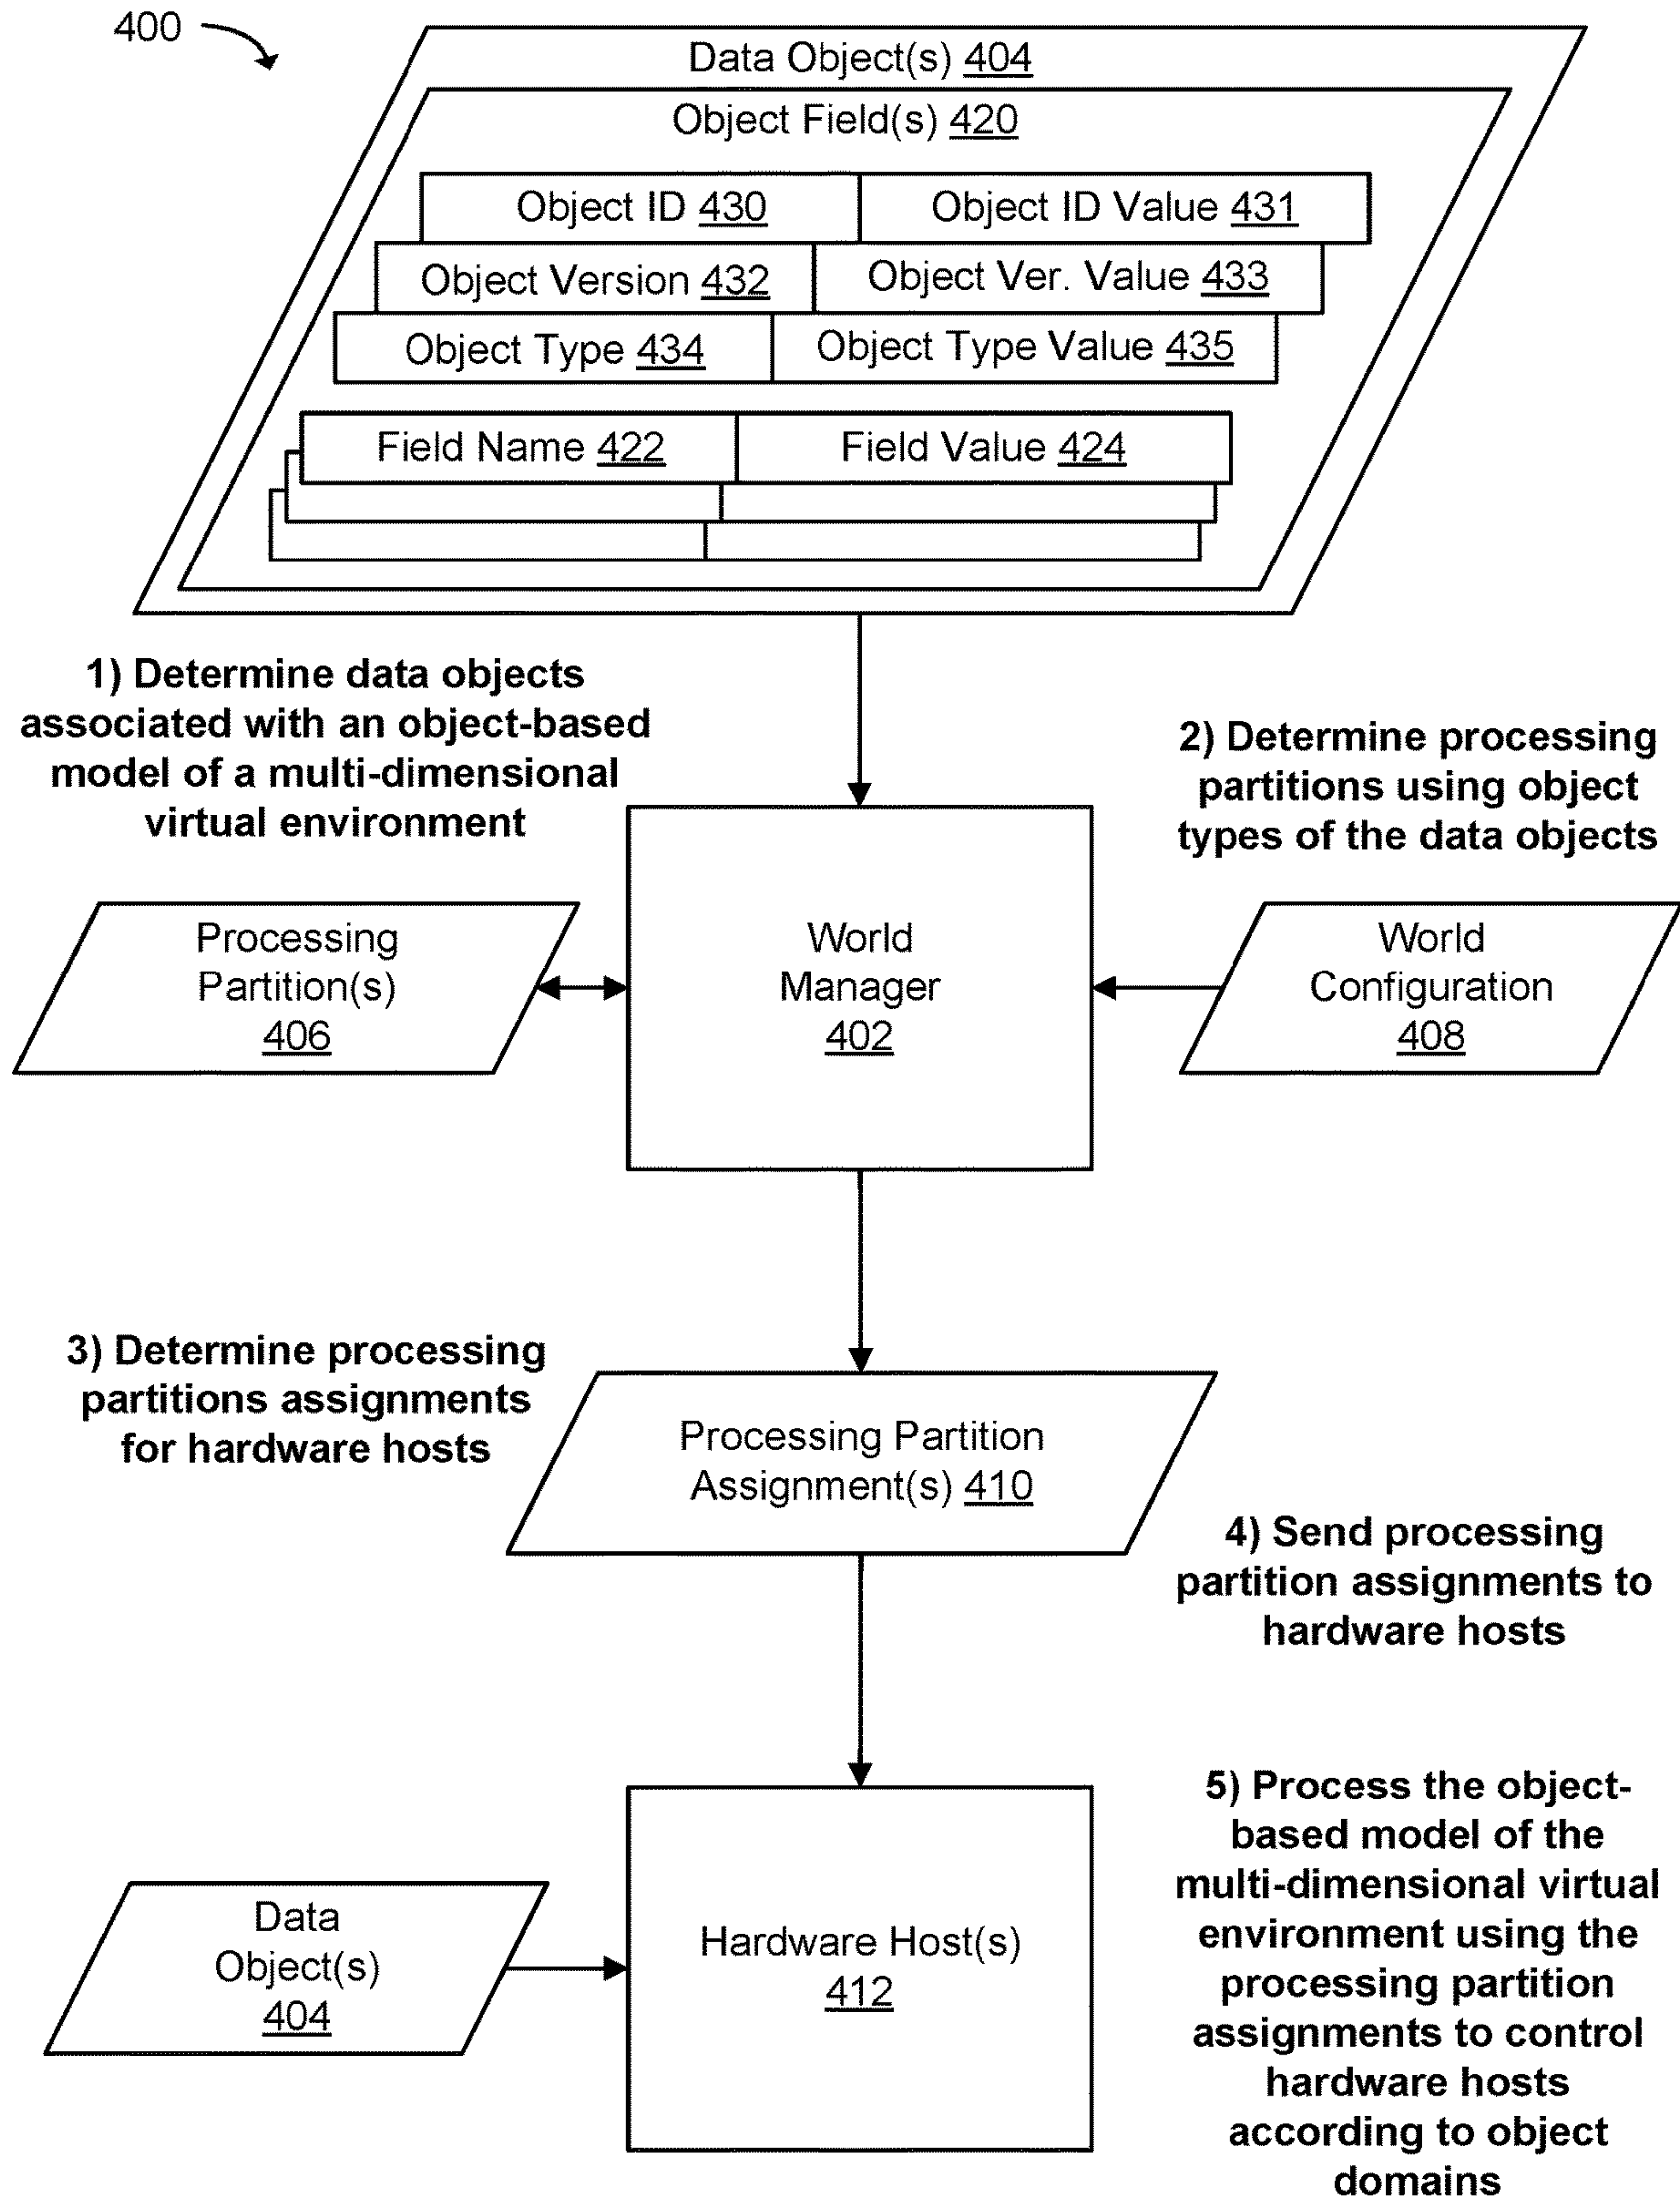 400
Data Object(s) 404
Object Field(s) 420
Object ID 430
Object ID Value 431
Object Version 432
Object Ver. Value 433
Object Type 434
Object Type Value 435
Field Name 422
Field Value 424
1) Determine data objects
associated with an object-based
model of a multi-dimensional
virtual environment
2) Determine processing
partitions using object
types of the data objects
Processing
Partition(s)
406
World
Manager
402
World
Configuration
408
3) Determine processing
partitions assignments
for hardware hosts
Processing Partition
Assignment(s) 410
4) Send processing
partition assignments to
hardware hosts
Data
Object(s)
404
Hardware Host(s)
412
5) Process the object-
based model of the
multi-dimensional virtual
environment using the
processing partition
assignments to control
hardware hosts
according to object
domains